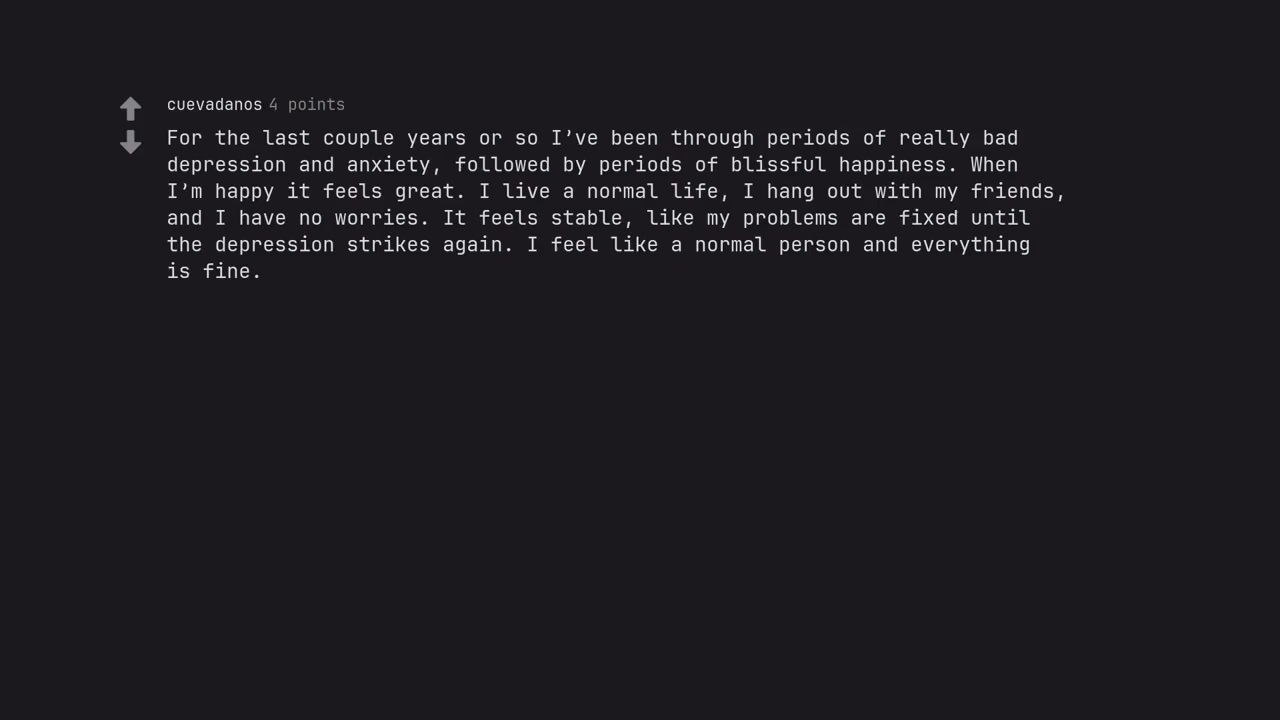 cuevadanos 4 points
For the last couple years or so I’ve been through periods of really bad
depression and anxiety, followed by periods of blissful happiness. When
I’m happy it feels great. I live a normal life, I hang out with my friends,
and I have no worries. It feels stable, like my problems are fixed until
the depression strikes again. I feel like a normal person and everything
is fine.